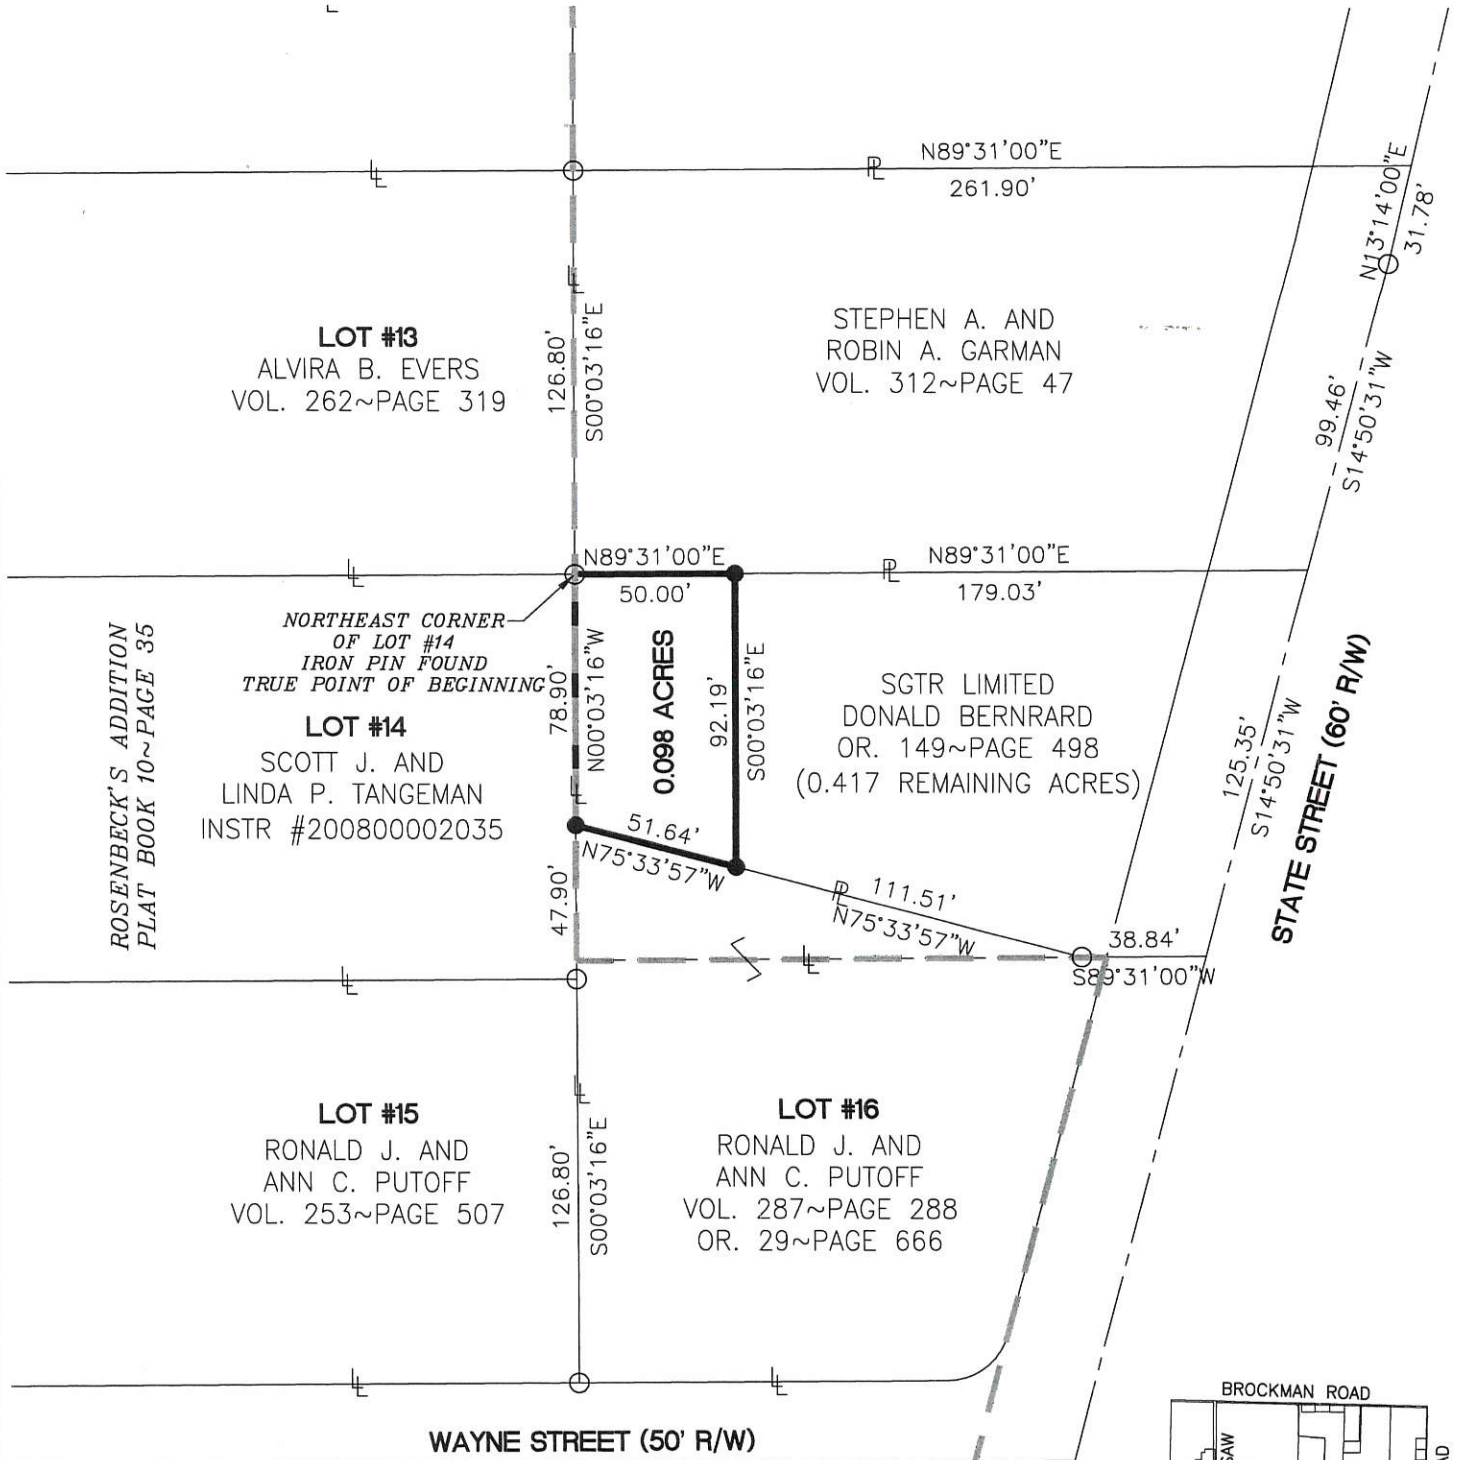 N89°31'00"E
261.90'
N13°14'00"E
31.78'
LOT #13
ALVIRA B. EVERS
VOL. 262~PAGE 319
126.80'
S00°03'16"E
STEPHEN A. AND
ROBIN A. GARMAN
VOL. 312~PAGE 47
99.46'
S14°50'31"W
N89°31'00"E
50.00'
N89°31'00"E
179.03'
NORTHEAST CORNER
OF LOT #14
IRON PIN FOUND
TRUE POINT OF BEGINNING
ROSENBECK'S ADDITION
PLAT BOOK 10~PAGE 35
LOT #14
SCOTT J. AND
LINDA P. TANGEMAN
INSTR #200800002035
78.90'
N00°03'16"W
0.098 ACRES
92.19'
S00°03'16"E
SGTR LIMITED
DONALD BERNRARD
OR. 149~PAGE 498
(0.417 REMAINING ACRES)
125.35'
S14°50'31"W
STATE STREET (60' R/W)
51.64'
N75°33'57"W
47.90'
111.51'
N75°33'57"W
38.84'
S89°31'00"W
LOT #15
RONALD J. AND
ANN C. PUTOFF
VOL. 253~PAGE 507
126.80'
S00°03'16"E
LOT #16
RONALD J. AND
ANN C. PUTOFF
VOL. 287~PAGE 288
OR. 29~PAGE 666
WAYNE STREET (50' R/W)
BROCKMAN ROAD